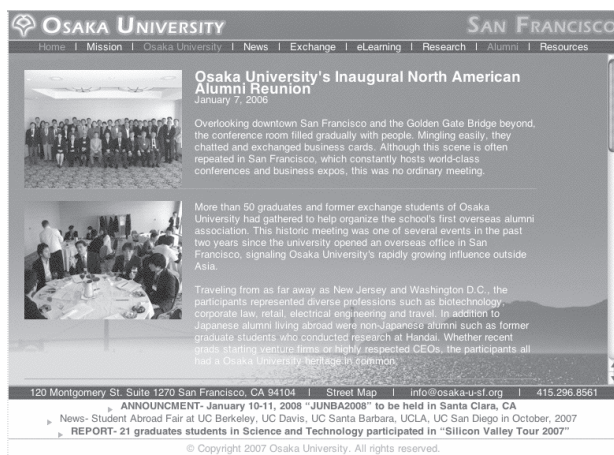 OSAKA UNIVERSITY
SAN FRANCISCO
Home | Mission | Osaka University | News | Exchange | eLearning | Research | Alumni | Resources
Osaka University's Inaugural North American
Alumni Reunion
January 7, 2006
Overlooking downtown San Francisco and the Golden Gate Bridge beyond,
the conference room filled gradually with people. Mingling easily, they
chatted and exchanged business cards. Although this scene is often
repeated in San Francisco, which constantly hosts world-class
conferences and business expos, this was no ordinary meeting.
More than 50 graduates and former exchange students of Osaka
University had gathered to help organize the school's first overseas alumni
association. This historic meeting was one of several events in the past
two years since the university opened an overseas office in San
Francisco, signaling Osaka University's rapidly growing influence outside
Asia.
Traveling from as far away as New Jersey and Washington D.C., the
participants represented diverse professions such as biotechnology,
corporate law, retail, electrical engineering and travel. In addition to
Japanese alumni living abroad were non-Japanese alumni such as former
graduate students who conducted research at Handai. Whether recent
grads starting venture firms or highly respected CEOs, the participants all
had a Osaka University heritage in common.
120 Montgomery St. Suite 1270 San Francisco, CA 94104 | Street Map | info@osaka-u-sf.org | 415.296.8561
ANNOUNCMENT- January 10-11, 2008 “JUNBA2008” to be held in Santa Clara, CA
News- Student Abroad Fair at UC Berkeley, UC Davis, UC Santa Barbara, UCLA, UC San Diego in October, 2007
REPORT- 21 graduates students in Science and Technology participated in “Silicon Valley Tour 2007”
© Copyright 2007 Osaka University. All rights reserved.